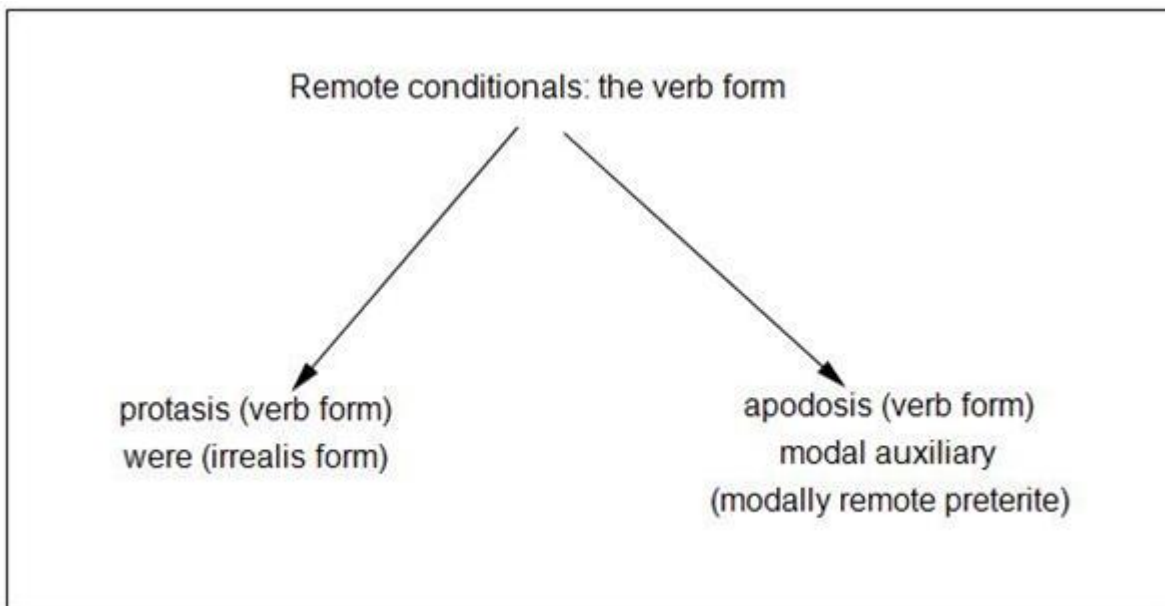 Remote conditionals: the verb form
protasis (verb form)
were (irrealis form)
apodosis (verb form)
modal auxiliary
(modally remote preterite)